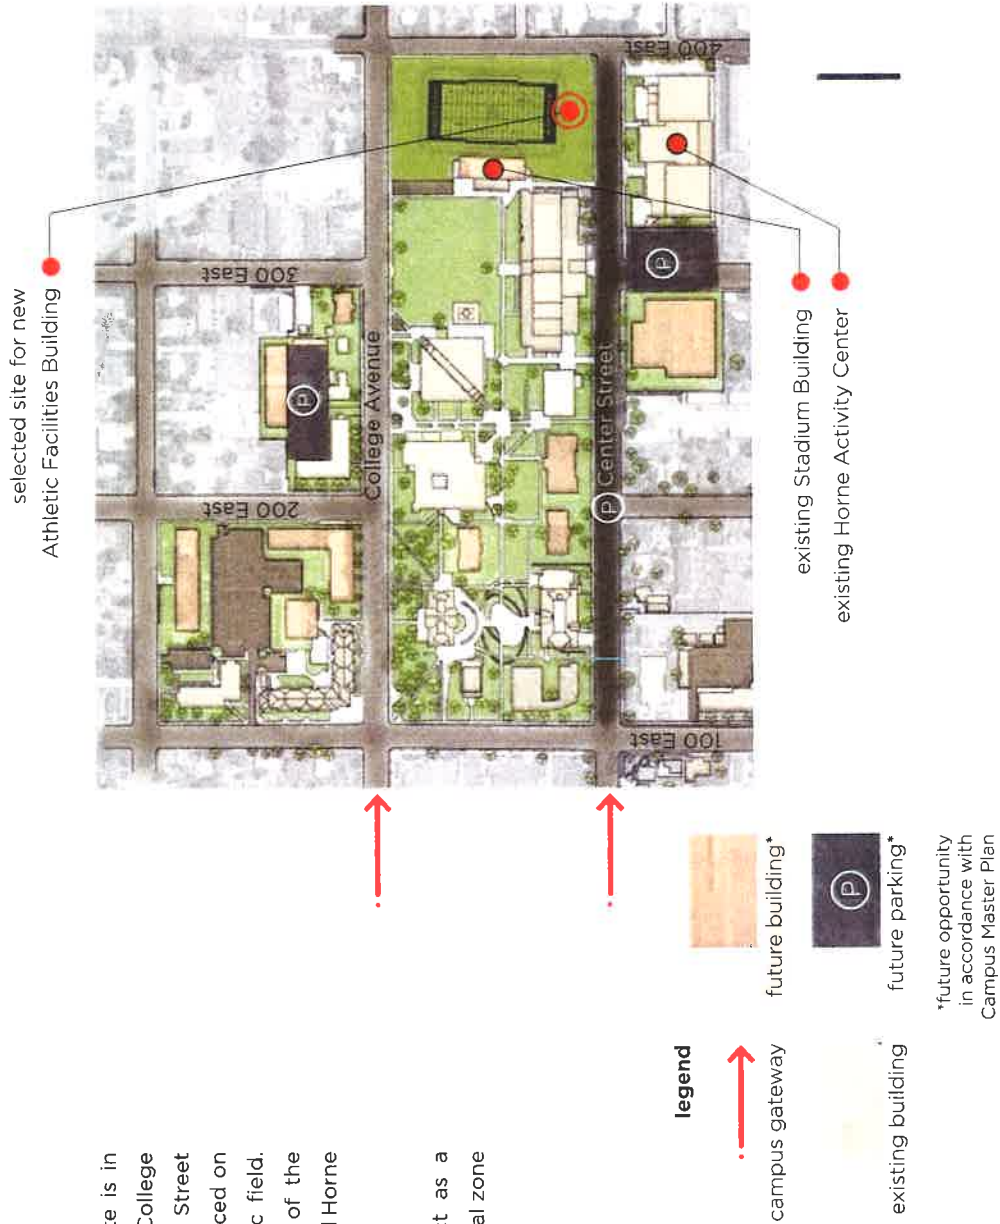 selected site for new
Athletic Facilities Building
400 East
300 East
College Avenue
200 East
Center Street
100 East
P
P
P
existing Stadium Building
existing Horne Activity Center
is in
College
Street
on
field.
of the
Horne
as a
zone
legend
campus gateway
existing building
future building*
P
future parking*
*future opportunity
in accordance with
Campus Master Plan